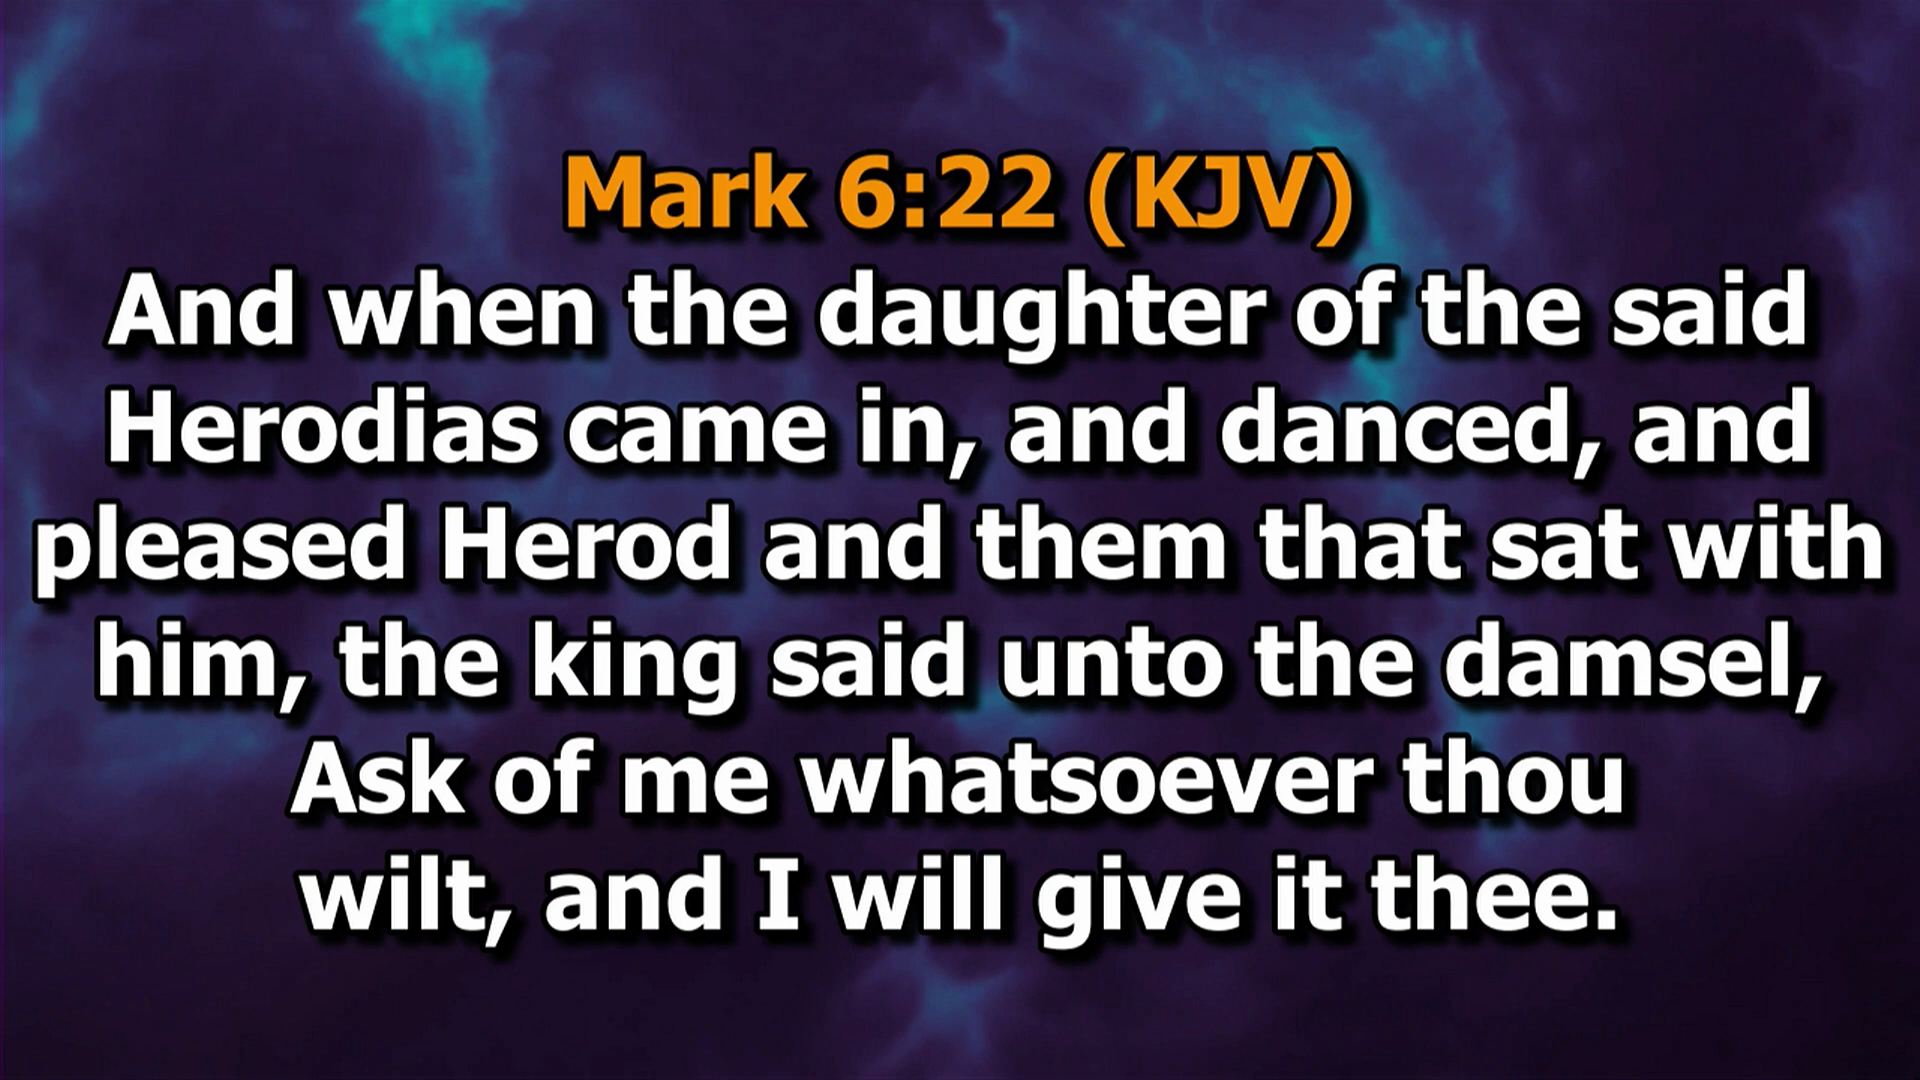 Mark 6:22 (KJV)
And when the daughter of the said
Herodias came in, and danced, and
pleased Herod and them that sat with
him, the king said unto the damsel,
Ask of me whatsoever thou
wilt, and I will give it thee.